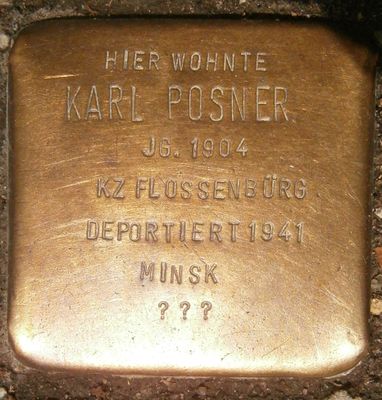 HIER WOHNTE
KARL POSNER
JG. 1904
KZ FLOSSENBÜRG
DEPORTIERT 1941
MINSK
???